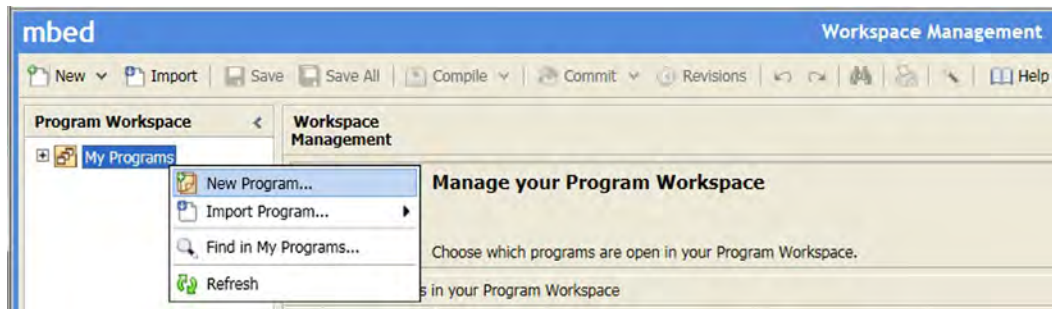 mbed Workspace Management
New Import Save Save All Compile Commit Revisions Help
Program Workspace
Workspace
Management
My Programs
New Program...
Manage your Program Workspace
Import Program...
Find in My Programs...
Choose which programs are open in your Program Workspace.
Refresh
s in your Program Workspace